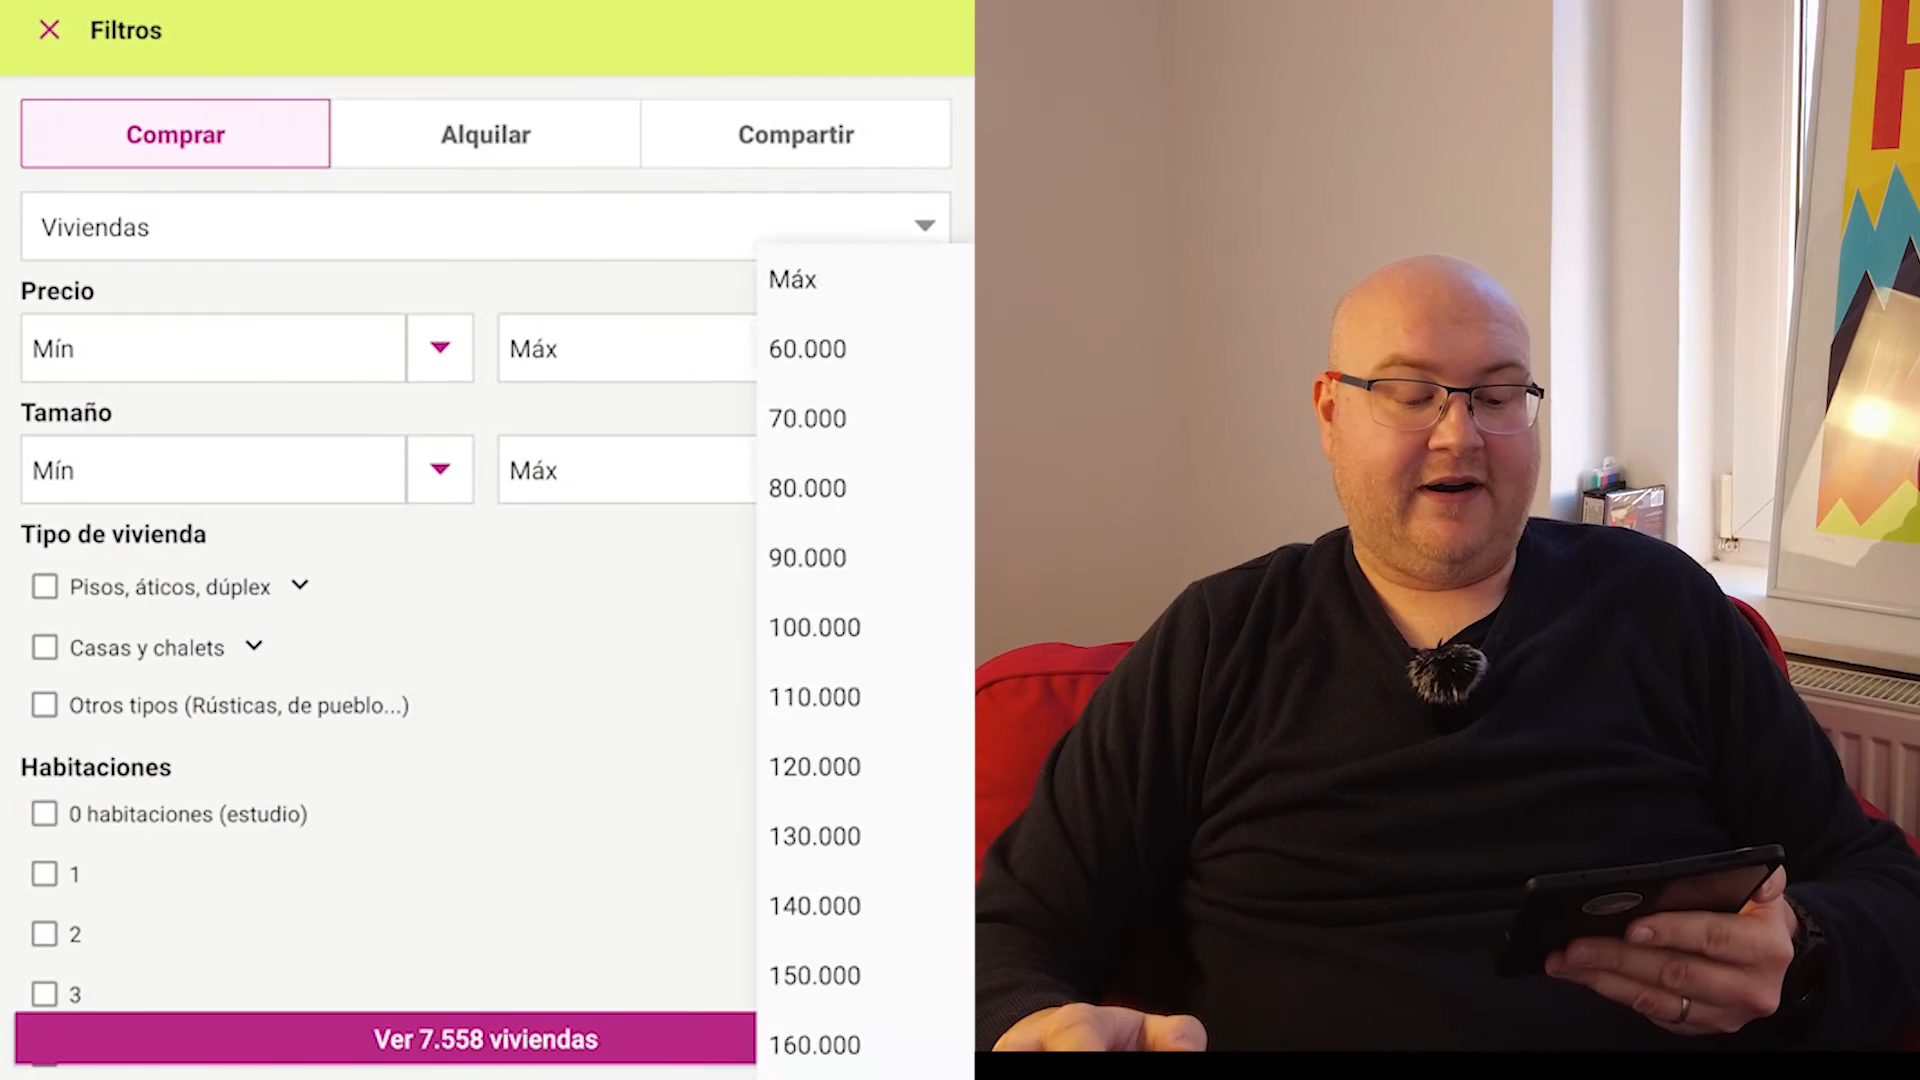 Filtros
Comprar
Alquilar
Compartir
Viviendas
Precio
Mín
Máx
Tamaño
Mín
Máx
Tipo de vivienda
Pisos, áticos, dúplex
Casas y chalets
Otros tipos (Rústicas, de pueblo...)
Habitaciones
0 habitaciones (estudio)
1
2
3
Ver 7.558 viviendas
Máx
60.000
70.000
80.000
90.000
100.000
110.000
120.000
130.000
140.000
150.000
160.000